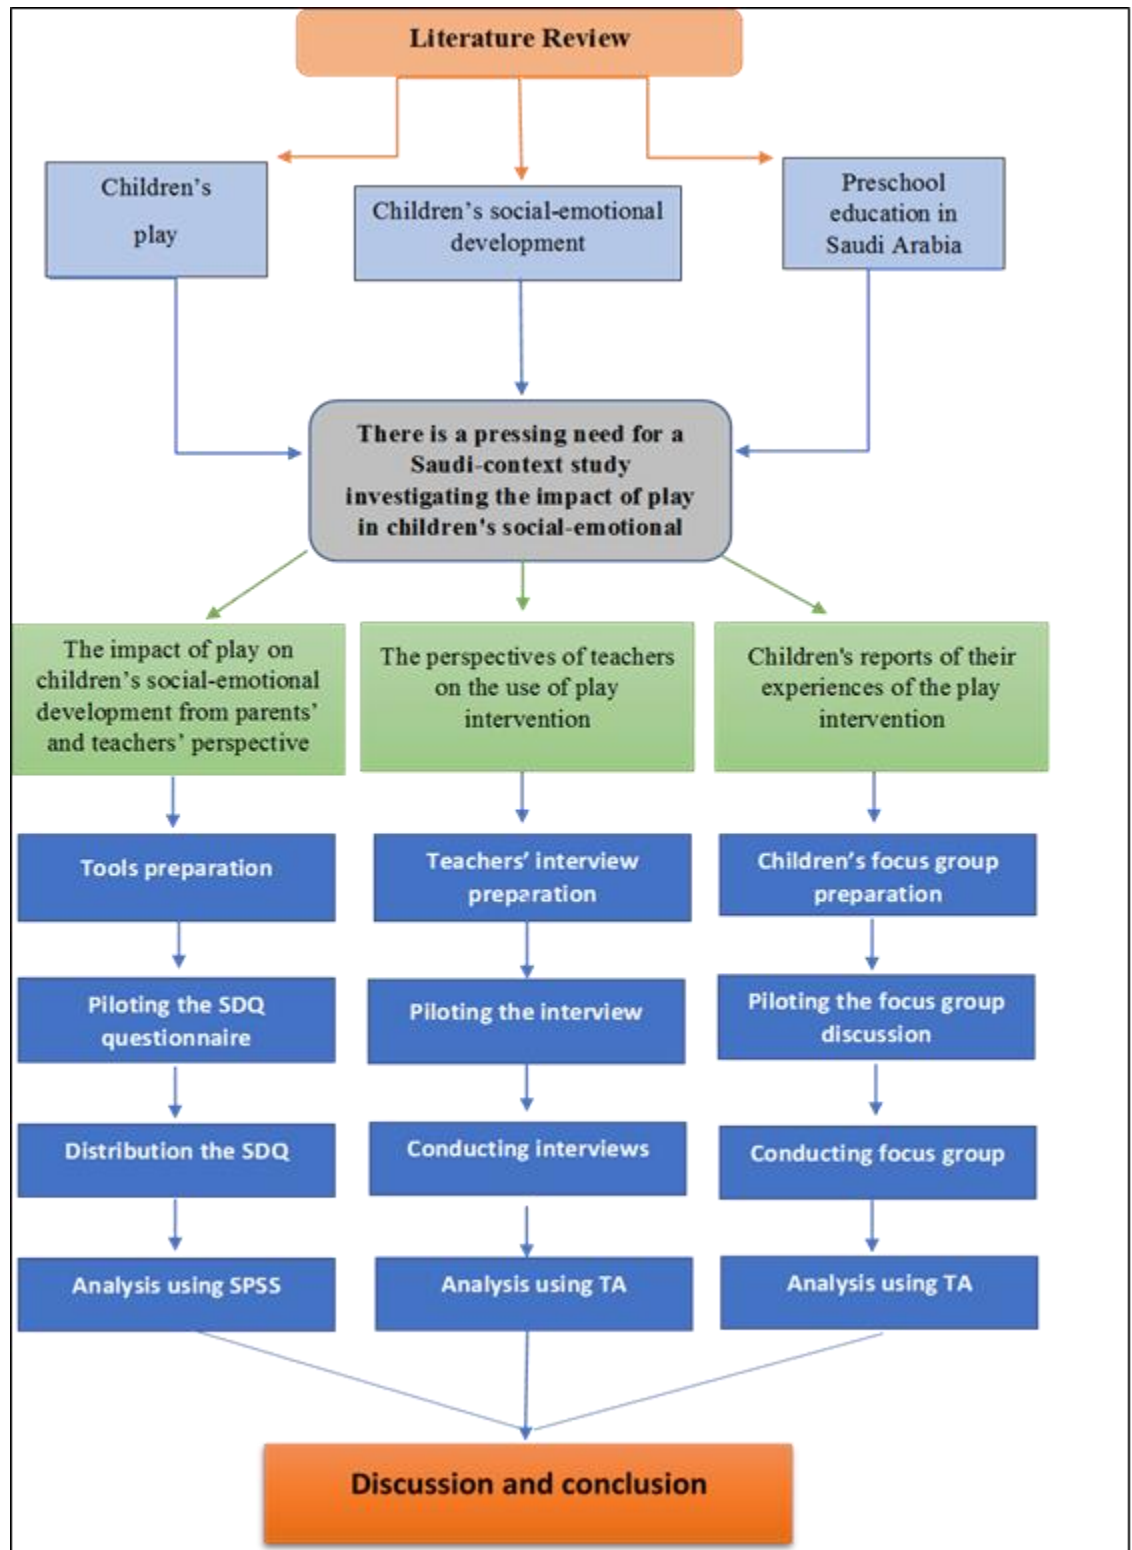 Literature Review
Children’s
play
Children’s social-emotional
development
Preschool
education in
Saudi Arabia
There is a pressing need for a
Saudi-context study
investigating the impact of play
in children's social-emotional
The impact of play on
children’s social-emotional
development from parents’
and teachers’ perspective
The perspectives of teachers
on the use of play
intervention
Children's reports of their
experiences of the play
intervention
Tools preparation
Teachers’ interview
preparation
Children’s focus group
preparation
Piloting the SDQ
questionnaire
Piloting the interview
Piloting the focus group
discussion
Distribution the SDQ
Conducting interviews
Conducting focus group
Analysis using SPSS
Analysis using TA
Analysis using TA
Discussion and conclusion